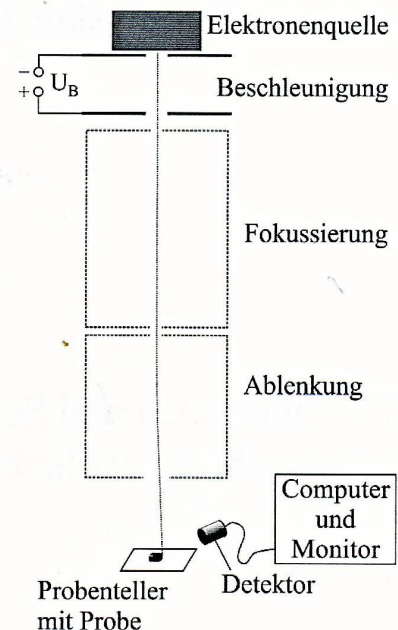 Elektronenquelle
−
+
U_B
Beschleunigung
Fokussierung
Ablenkung
Computer
und
Monitor
Detektor
Probenteller
mit Probe